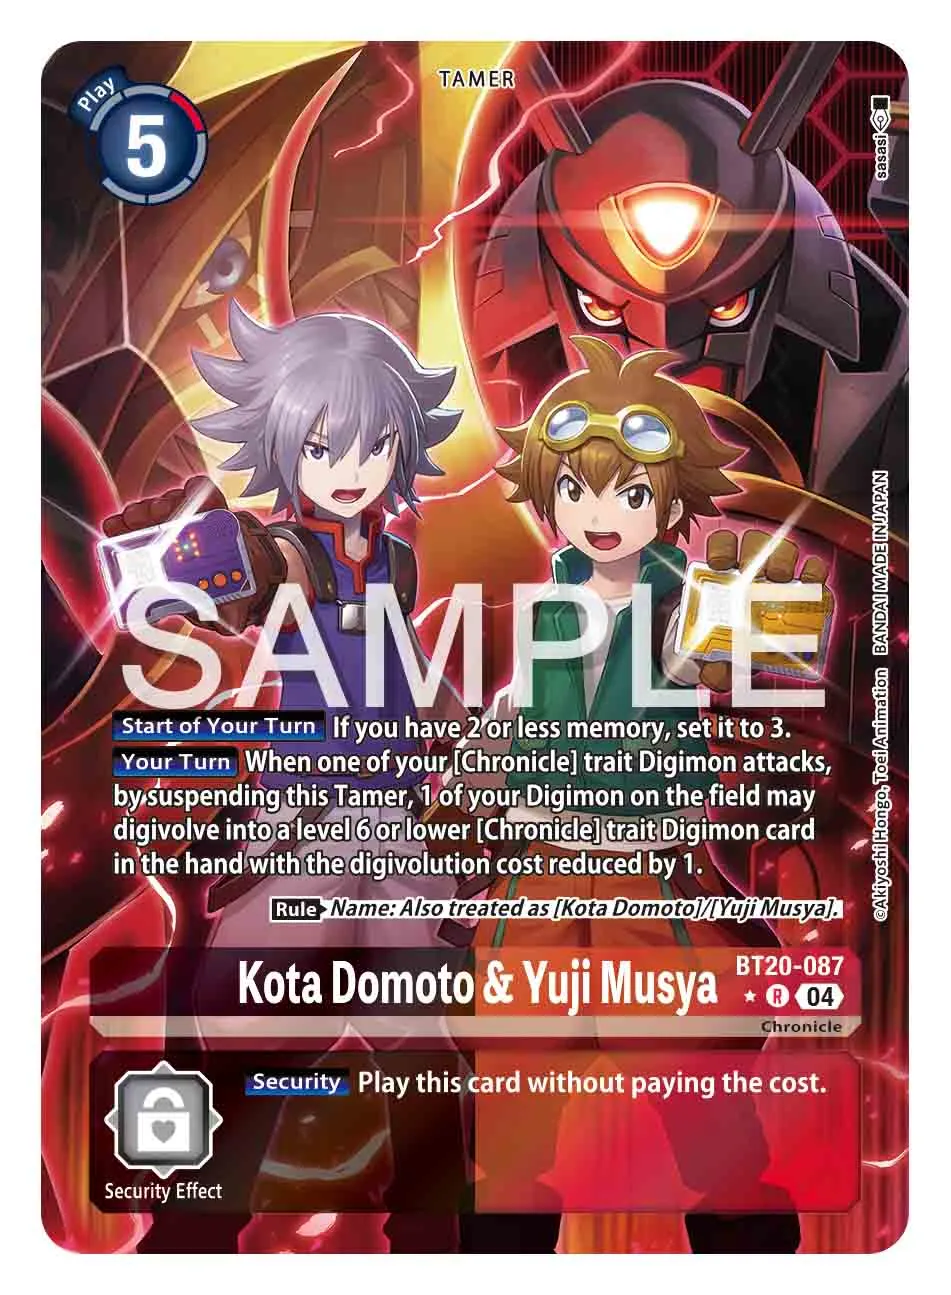 TAMER
Play
5
sasasi
SAMPLE
Start of Your Turn If you have 2 or less memory, set it to 3.
Your Turn When one of your [Chronicle] trait Digimon attacks,
by suspending this Tamer, 1 of your Digimon on the field may
digivolve into a level 6 or lower [Chronicle] trait Digimon card
in the hand with the digivolution cost reduced by 1.
Rule Name: Also treated as [Kota Domoto]/[Yuji Musya].
©Akiyoshi Hongo, Toei Animation BANDAI MADE IN JAPAN
Kota Domoto & Yuji Musya
BT20-087
R 04
Chronicle
Security Play this card without paying the cost.
Security Effect